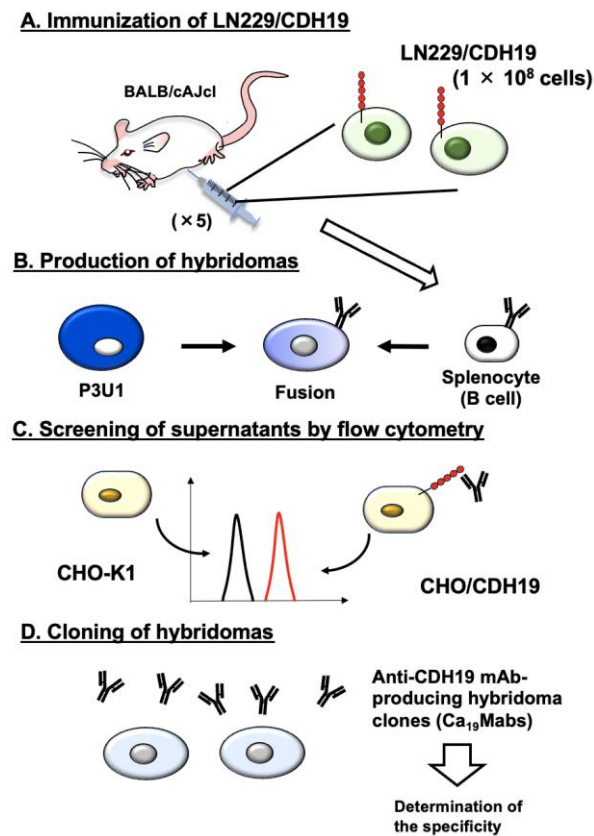 A. Immunization of LN229/CDH19
LN229/CDH19
(1 × 10⁸ cells)
BALB/cAJcl
(×5)
B. Production of hybridomas
P3U1
Fusion
Splenocyte
(B cell)
C. Screening of supernatants by flow cytometry
CHO-K1
CHO/CDH19
D. Cloning of hybridomas
Anti-CDH19 mAb-
producing hybridoma
clones (Ca₁₉Mabs)
Determination of
the specificity